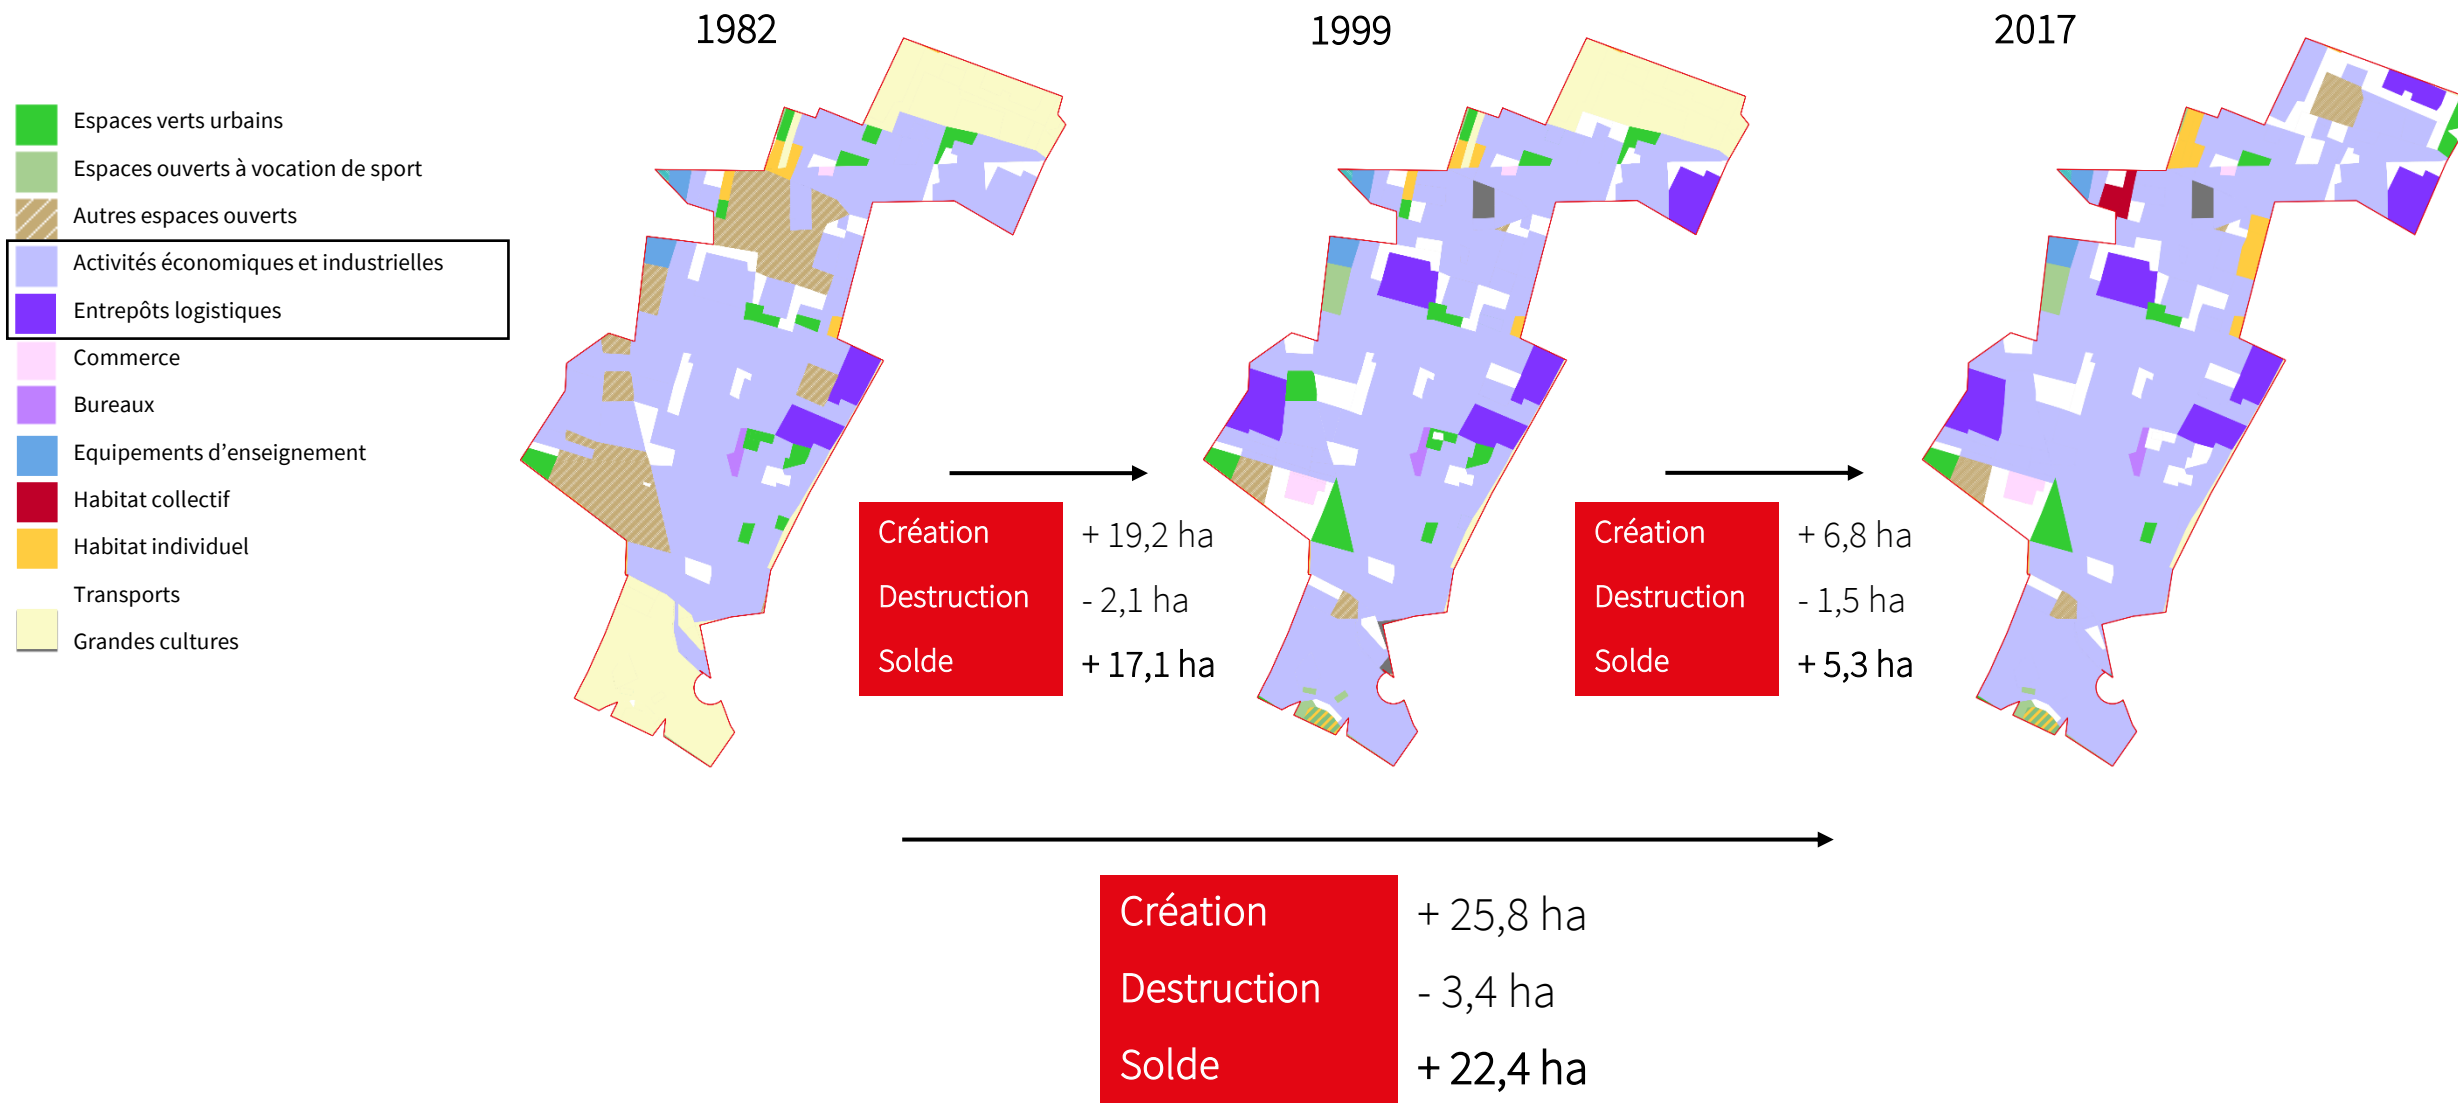 1982
1999
2017
Espaces verts urbains
Espaces ouverts à vocation de sport
Autres espaces ouverts
Activités économiques et industrielles
Entrepôts logistiques
Commerce
Bureaux
Equipements d’enseignement
Habitat collectif
Habitat individuel
Transports
Grandes cultures
Création + 19,2 ha
Destruction - 2,1 ha
Solde + 17,1 ha
Création + 6,8 ha
Destruction - 1,5 ha
Solde + 5,3 ha
Création + 25,8 ha
Destruction - 3,4 ha
Solde + 22,4 ha